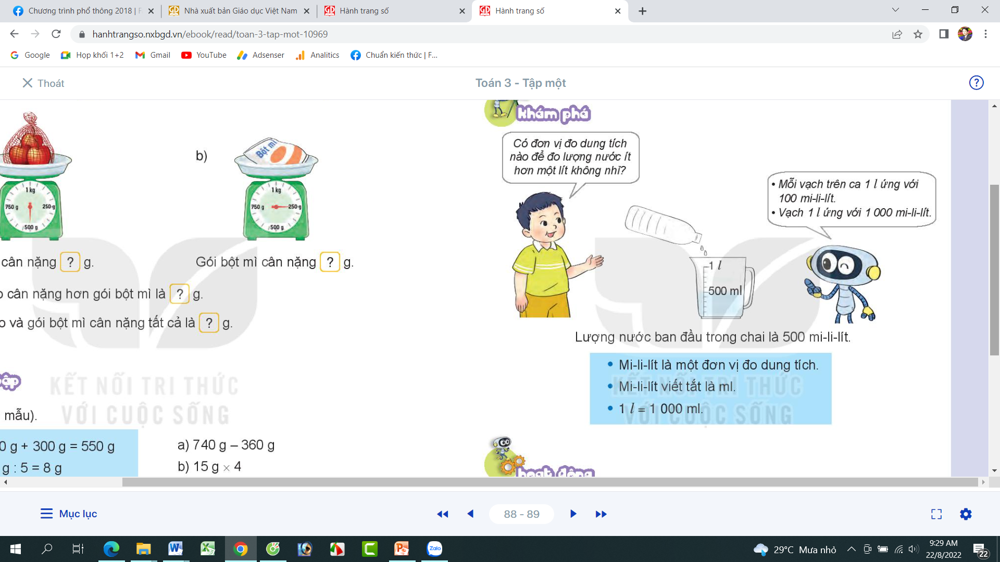 Chương trình phổ thông 2018 | F
Nhà xuất bản Giáo dục Việt Nam
Hành trang số
Hành trang số
hanhtrangso.nxbgd.vn/ebook/read/toan-3-tap-mot-10969
Google
Họp khối 1+2
Gmail
YouTube
Adsenser
Analitics
Chuẩn kiến thức | F...
Thoát
Toán 3 - Tập một
?
khám phá
Có đơn vị đo dung tích
nào để đo lượng nước ít
hơn một lít không nhỉ?
• Mỗi vạch trên ca 1 l ứng với
100 mi-li-lít.
• Vạch 1 l ứng với 1 000 mi-li-lít.
b)
Bột mì
1 kg
750 g
250 g
500 g
1 kg
750 g
250 g
500 g
1 l
500 ml
cân nặng ? g.
Gói bột mì cân nặng ? g.
o cân nặng hơn gói bột mì là ? g.
o và gói bột mì cân nặng tất cả là ? g.
Lượng nước ban đầu trong chai là 500 mi-li-lít.
• Mi-li-lít là một đơn vị đo dung tích.
• Mi-li-lít viết tắt là ml.
• 1 l = 1 000 ml.
KẾT NỐI TRI THỨC
VỚI CUỘC SỐNG
KẾT NỐI TRI THỨC
VỚI CUỘC SỐNG
tập
mẫu).
0 g + 300 g = 550 g
g : 5 = 8 g
a) 740 g – 360 g
b) 15 g × 4
hoạt động
Mục lục
88 - 89
Zalo
29°C Mưa nhỏ
9:29 AM
22/8/2022
22